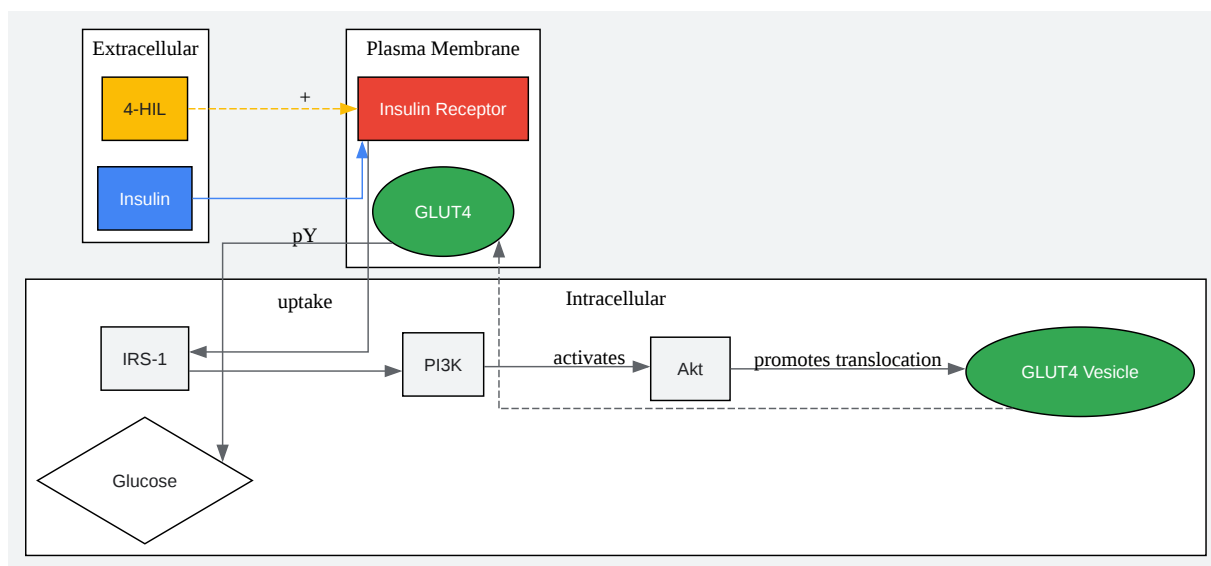 Extracellular
Plasma Membrane
4-HIL
+
Insulin Receptor
Insulin
GLUT4
pY
uptake
Intracellular
IRS-1
PI3K
activates
Akt
promotes translocation
GLUT4 Vesicle
Glucose